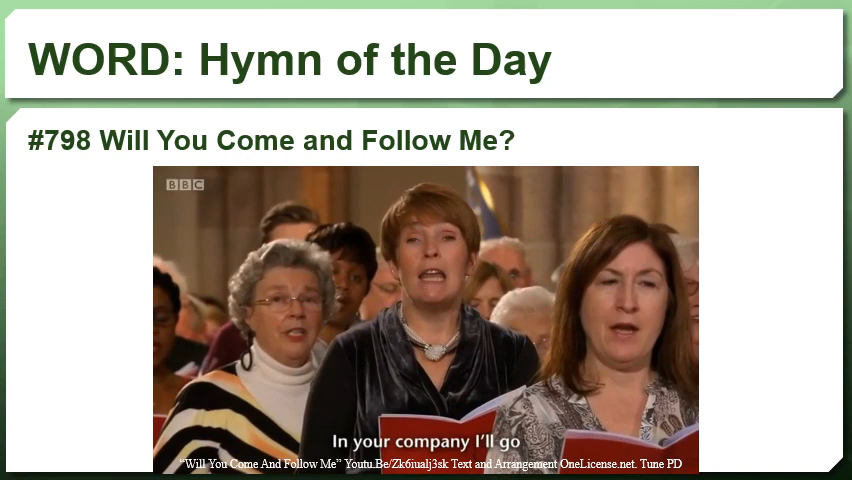 WORD: Hymn of the Day
#798 Will You Come and Follow Me?
BBC
In your company I'll go
“Will You Come And Follow Me” Youtu.Be/Zk6iualj3sk Text and Arrangement OneLicense.net. Tune PD